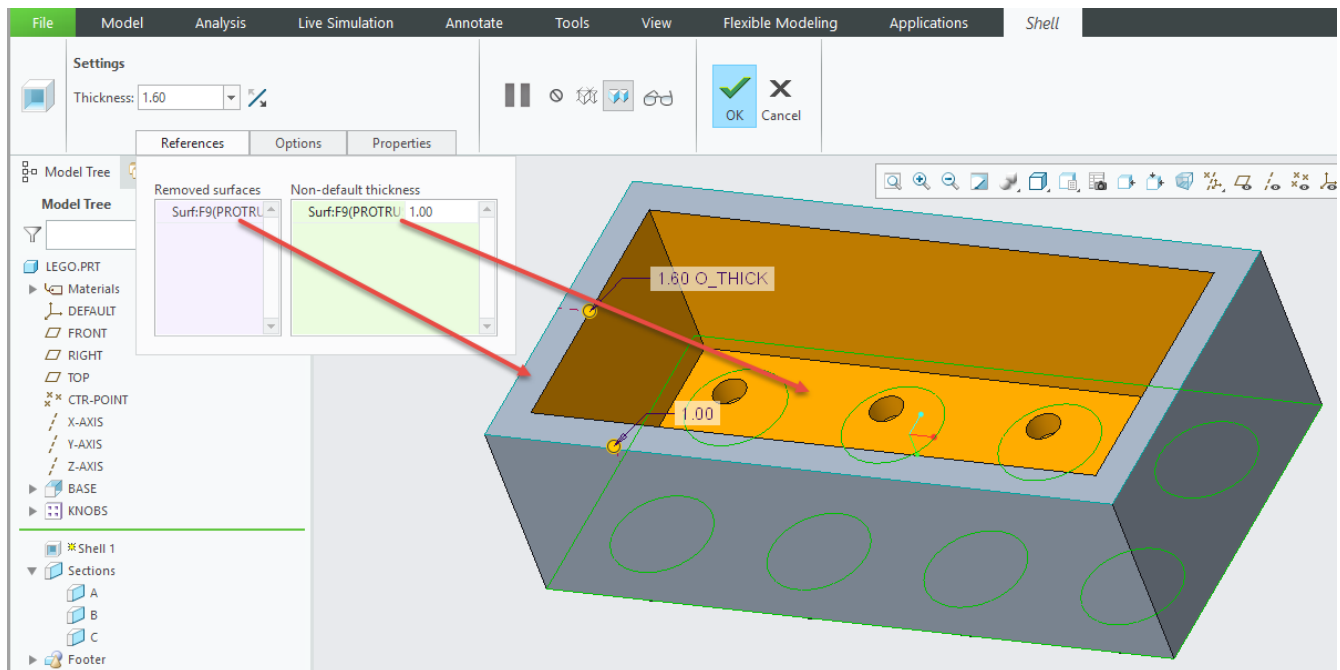 File Model Analysis Live Simulation Annotate Tools View Flexible Modeling Applications Shell
Settings
Thickness: 1.60
OK Cancel
References Options Properties
Model Tree
Removed surfaces Non-default thickness
Model Tree
Surf:F9(PROTRU Surf:F9(PROTRU 1.00
LEGO.PRT
Materials
DEFAULT
FRONT
RIGHT
TOP
CTR-POINT
X-AXIS
Y-AXIS
Z-AXIS
BASE
KNOBS
Shell 1
Sections
A
B
C
Footer
1.60 O_THICK
1.00